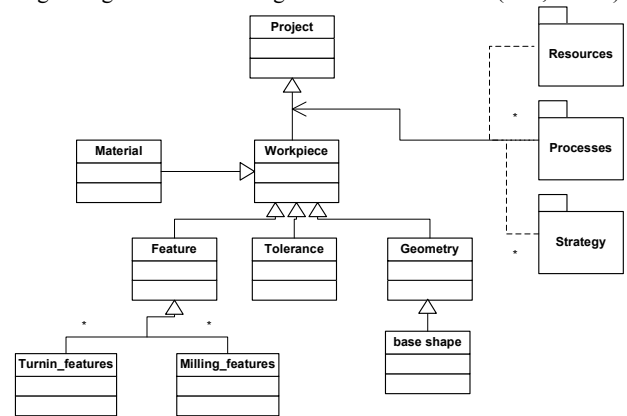 Project
Resources
*
Material
Workpiece
Processes
Feature
Tolerance
Geometry
Strategy
*
*
*
base shape
Turnin_features
Milling_features